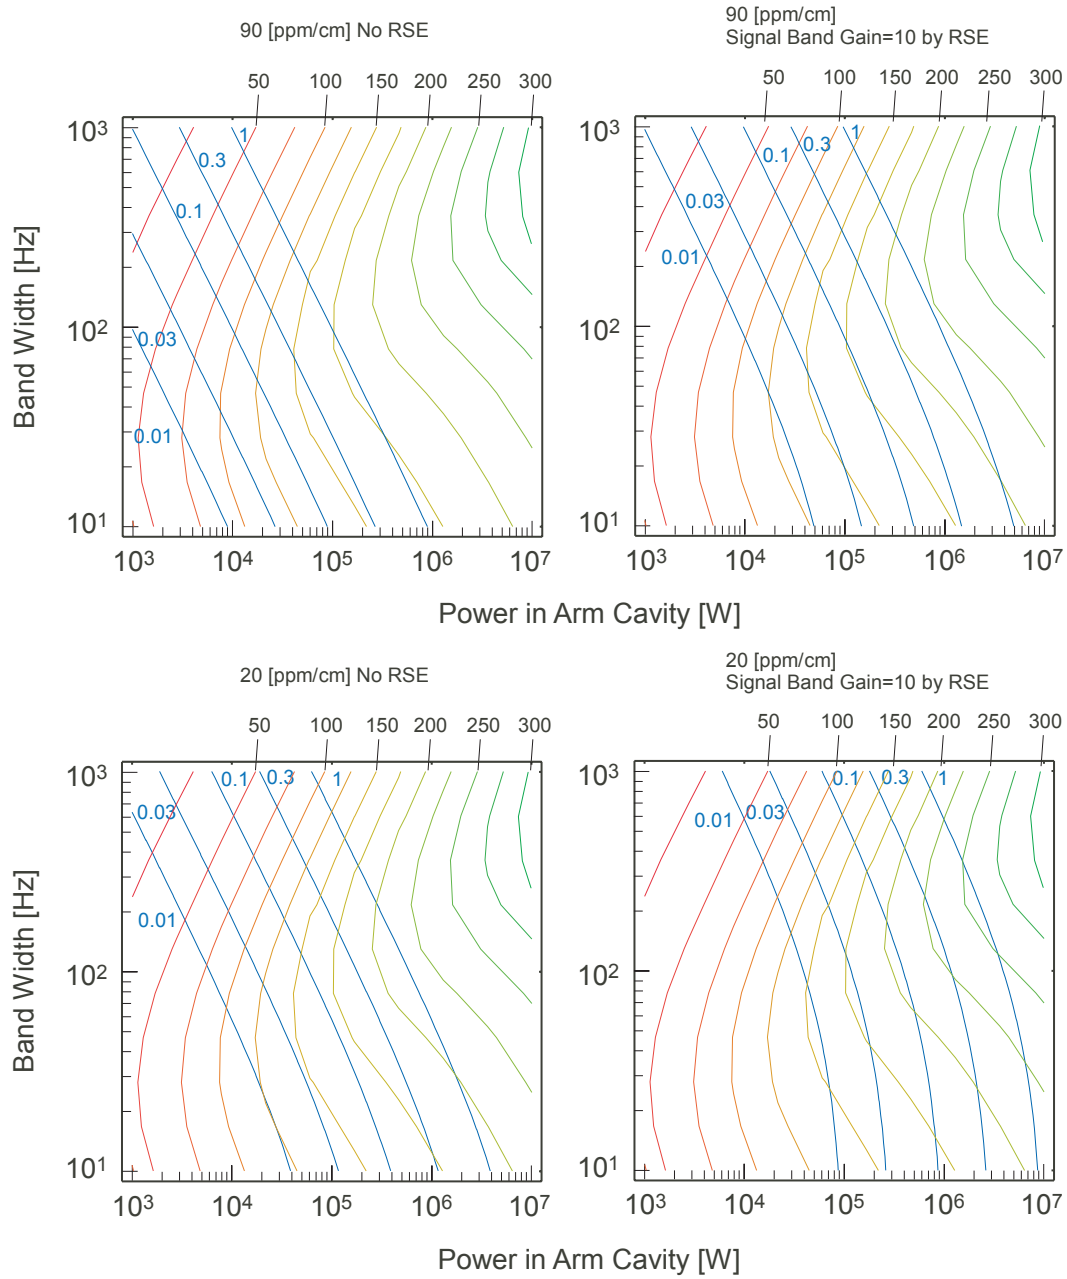 90 [ppm/cm] No RSE
50 100 150 200 250 300
10³
10²
10¹
1
0.3
0.1
0.03
0.01
10³ 10⁴ 10⁵ 10⁶ 10⁷
Band Width [Hz]
90 [ppm/cm]
Signal Band Gain=10 by RSE
50 100 150 200 250 300
10³
10²
10¹
1
0.3
0.1
0.03
0.01
10³ 10⁴ 10⁵ 10⁶ 10⁷
Power in Arm Cavity [W]
20 [ppm/cm] No RSE
50 100 150 200 250 300
10³
10²
10¹
0.1 0.3 1
0.03
0.01
10³ 10⁴ 10⁵ 10⁶ 10⁷
Band Width [Hz]
20 [ppm/cm]
Signal Band Gain=10 by RSE
50 100 150 200 250 300
10³
10²
10¹
0.1 0.3 1
0.01 0.03
10³ 10⁴ 10⁵ 10⁶ 10⁷
Power in Arm Cavity [W]